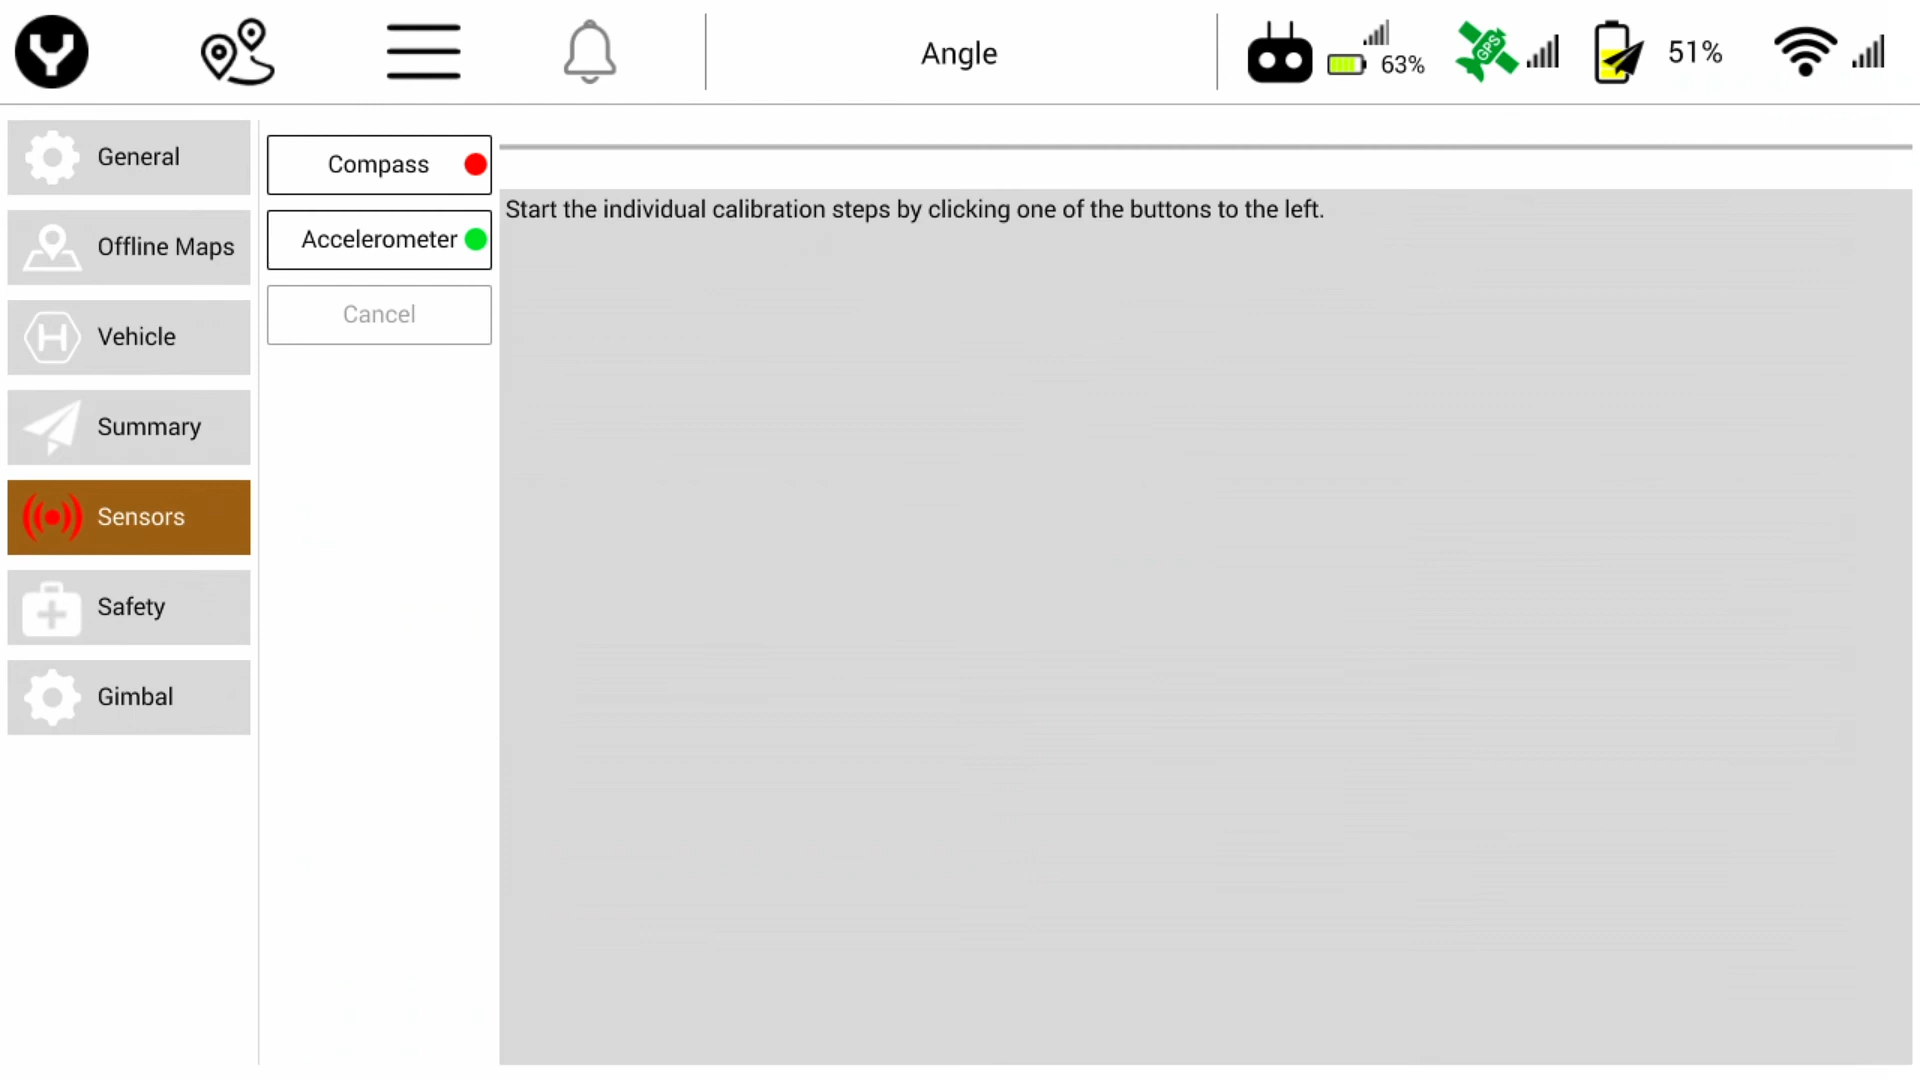 Angle
63%
GPS
51%
General
Offline Maps
Vehicle
Summary
Sensors
Safety
Gimbal
Compass
Accelerometer
Cancel
Start the individual calibration steps by clicking one of the buttons to the left.